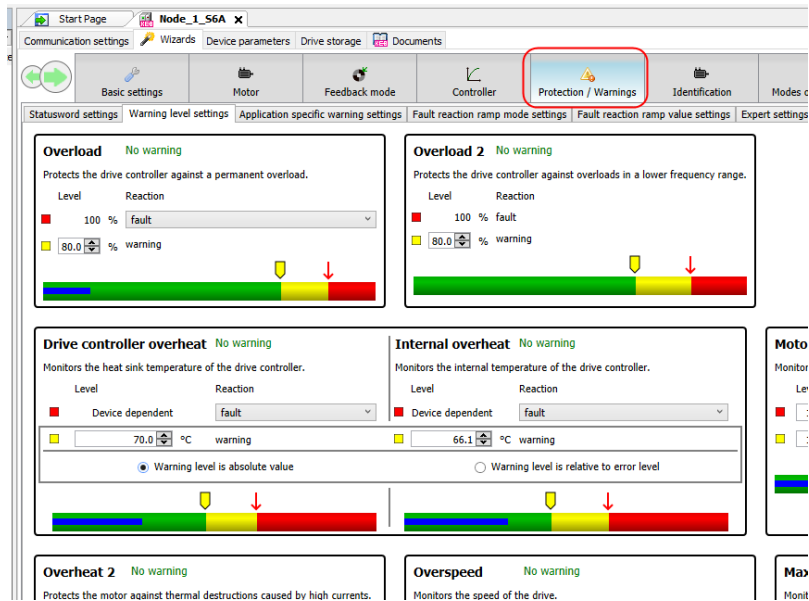 Start Page
Node_1_S6A
Communication settings Wizards Device parameters Drive storage Documents
Basic settings Motor Feedback mode Controller Protection / Warnings Identification Modes
Statusword settings Warning level settings Application specific warning settings Fault reaction ramp mode settings Fault reaction ramp value settings Expert settings
Overload No warning
Protects the drive controller against a permanent overload.
Level Reaction
100 % fault
80.0 % warning
Overload 2 No warning
Protects the drive controller against overloads in a lower frequency range.
Level Reaction
100 % fault
80.0 % warning
Drive controller overheat No warning
Monitors the heat sink temperature of the drive controller.
Level Reaction
Device dependent fault
70.0 °C warning
Internal overheat No warning
Monitors the internal temperature of the drive controller.
Level Reaction
Device dependent fault
66.1 °C warning
Warning level is absolute value Warning level is relative to error level
Moto
Monitor
Le
Overheat 2 No warning
Protects the motor against thermal destructions caused by high currents.
Overspeed No warning
Monitors the speed of the drive.
Max
Monit